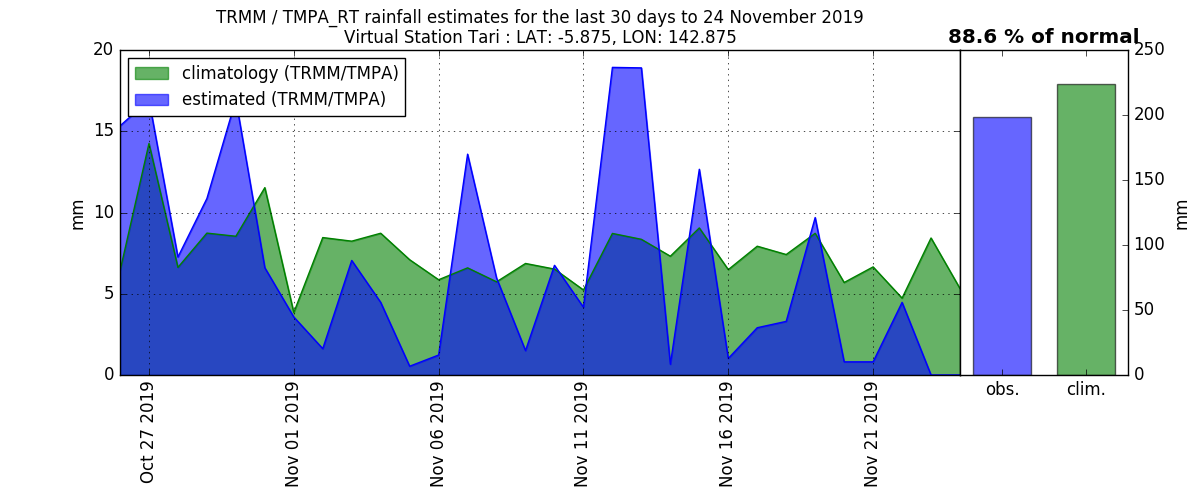 TRMM / TMPA_RT rainfall estimates for the last 30 days to 24 November 2019
Virtual Station Tari : LAT: -5.875, LON: 142.875
88.6 % of normal
climatology (TRMM/TMPA)
estimated (TRMM/TMPA)
20
15
10
5
0
mm
250
200
150
100
50
0
mm
obs.
clim.
Oct 27 2019
Nov 01 2019
Nov 06 2019
Nov 11 2019
Nov 16 2019
Nov 21 2019